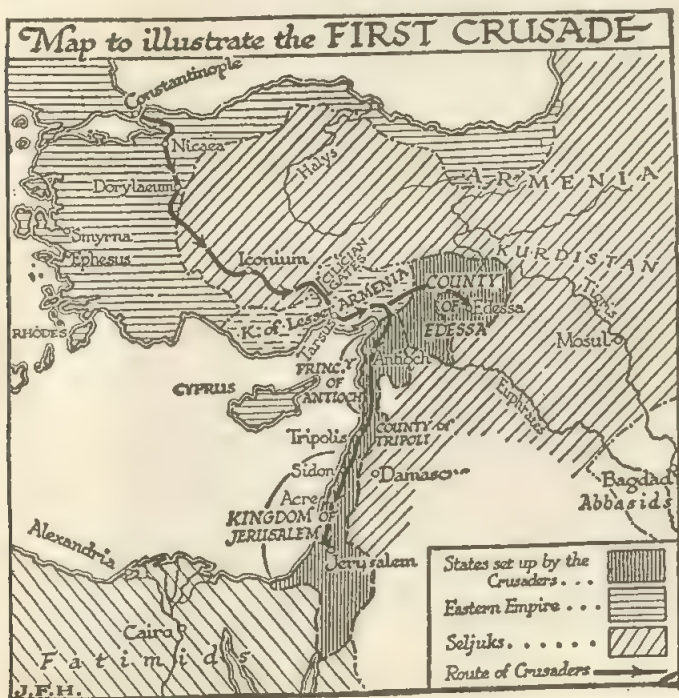 Map to illustrate the FIRST CRUSADE
Constantinople
Nicaea
Dorylaeum
Halys
ARMENIA
Smyrna
Ephesus
Iconium
CILICIAN
GATES
KURDISTAN
K. of Lesser ARMENIA
COUNTY
OF Edessa
EDESSA
Tigris
RHODES
Tarsus
Mosul
Antioch
PRINC.Y
OF
ANTIOCH
CYPRUS
Euphrates
Tripolis
COUNTY of
TRIPOLI
Sidon
Damascus
Acre
Bagdad
Abbasids
KINGDOM OF
JERUSALEM
Alexandria
Jerusalem
Cairo
Fatimids
J.F.H.
States set up by the
Crusaders . . .
Eastern Empire . . .
Seljuks . . . . . .
Route of Crusaders